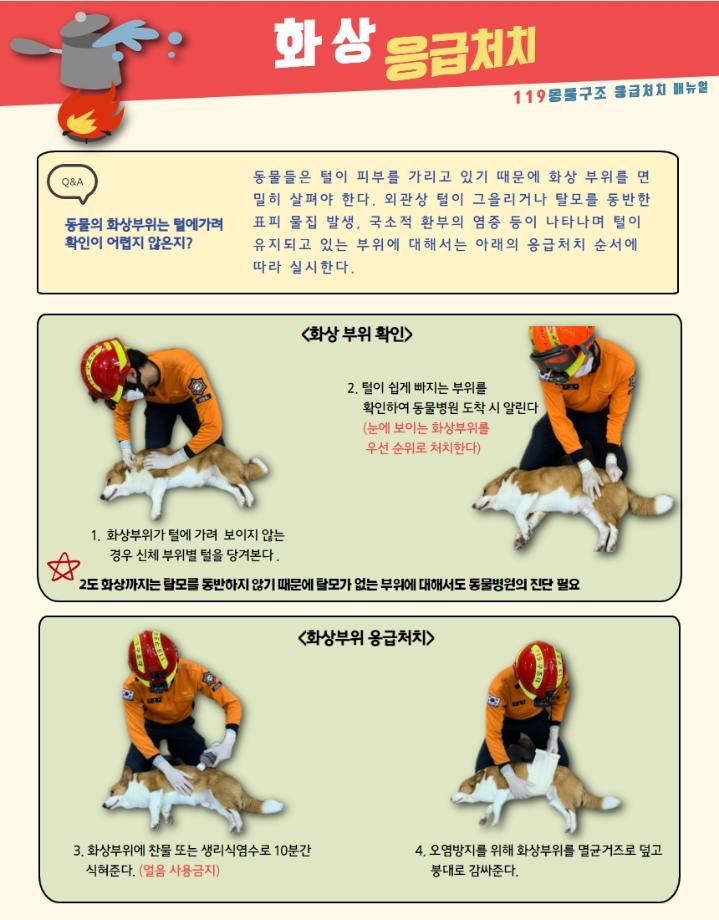 화상 응급처치
119동물구조 응급처치 매뉴얼
Q&A
동물의 화상부위는 털에가려
확인이 어렵지 않은지?
동물들은 털이 피부를 가리고 있기 때문에 화상 부위를 면
밀히 살펴야 한다. 외관상 털이 그을리거나 탈모를 동반한
표피 물집 발생, 국소적 환부의 염증 등이 나타나며 털이
유지되고 있는 부위에 대해서는 아래의 응급처치 순서에
따라 실시한다.
<화상 부위 확인>
1. 화상부위가 털에 가려 보이지 않는
경우 신체 부위별 털을 당겨본다.
2. 털이 쉽게 빠지는 부위를
확인하여 동물병원 도착 시 알린다
(눈에 보이는 화상부위를
우선 순위로 처치한다)
2도 화상까지는 탈모를 동반하지 않기 때문에 탈모가 없는 부위에 대해서도 동물병원의 진단 필요
<화상부위 응급처치>
3. 화상부위에 찬물 또는 생리식염수로 10분간
식혀준다. (얼음 사용금지)
4. 오염방지를 위해 화상부위를 멸균거즈로 덮고
붕대로 감싸준다.